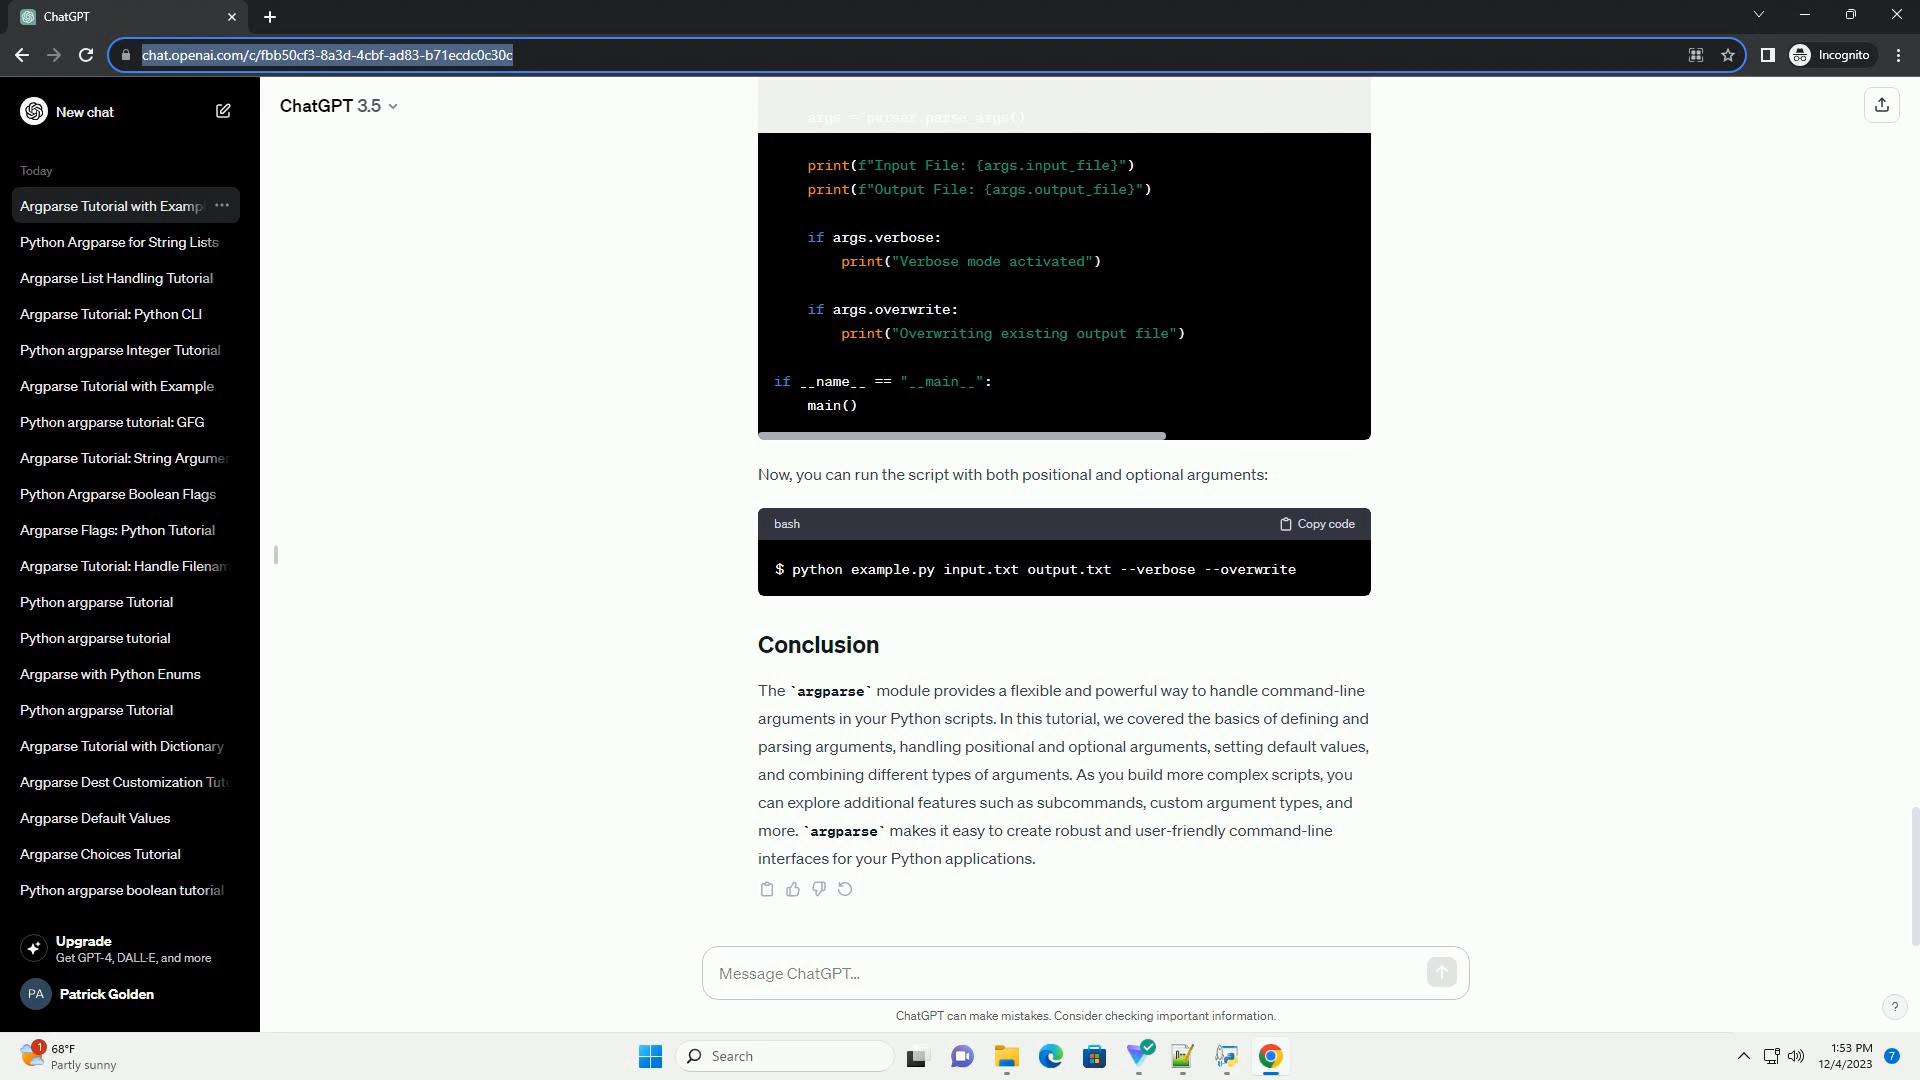 ChatGPT
chat.openai.com/c/fbb50cf3-8a3d-4cbf-ad83-b71ecdc0c30c
Incognito
New chat
ChatGPT 3.5
Today
Argparse Tutorial with Examp
Python Argparse for String Lists
Argparse List Handling Tutorial
Argparse Tutorial: Python CLI
Python argparse Integer Tutorial
Argparse Tutorial with Example
Python argparse tutorial: GFG
Argparse Tutorial: String Argumen
Python Argparse Boolean Flags
Argparse Flags: Python Tutorial
Argparse Tutorial: Handle Filenam
Python argparse Tutorial
Python argparse tutorial
Argparse with Python Enums
Python argparse Tutorial
Argparse Tutorial with Dictionary
Argparse Dest Customization Tuto
Argparse Default Values
Argparse Choices Tutorial
Python argparse boolean tutorial
Upgrade
Get GPT-4, DALL·E, and more
PA
Patrick Golden
args = parser.parse_args()
print(f"Input File: {args.input_file}")
print(f"Output File: {args.output_file}")
if args.verbose:
print("Verbose mode activated")
if args.overwrite:
print("Overwriting existing output file")
if __name__ == "__main__":
main()
Now, you can run the script with both positional and optional arguments:
bash
Copy code
$ python example.py input.txt output.txt --verbose --overwrite
Conclusion
The `argparse` module provides a flexible and powerful way to handle command-line
arguments in your Python scripts. In this tutorial, we covered the basics of defining and
parsing arguments, handling positional and optional arguments, setting default values,
and combining different types of arguments. As you build more complex scripts, you
can explore additional features such as subcommands, custom argument types, and
more. `argparse` makes it easy to create robust and user-friendly command-line
interfaces for your Python applications.
Message ChatGPT...
ChatGPT can make mistakes. Consider checking important information.
?
1
68°F
Partly sunny
Search
1:53 PM
12/4/2023
7